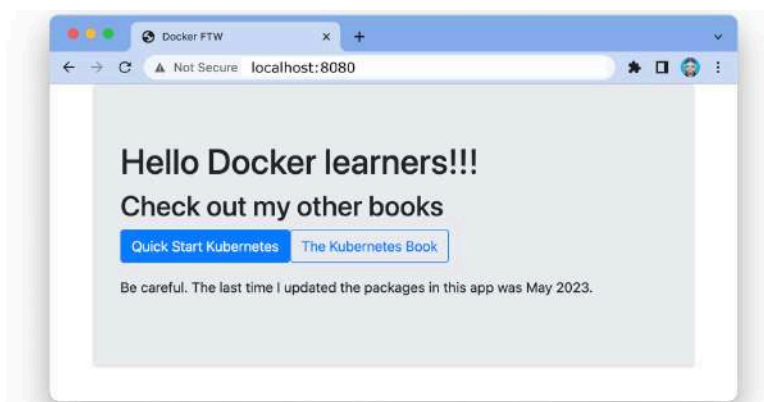 Docker FTW
Not Secure localhost:8080
Hello Docker learners!!!
Check out my other books
Quick Start Kubernetes The Kubernetes Book
Be careful. The last time I updated the packages in this app was May 2023.